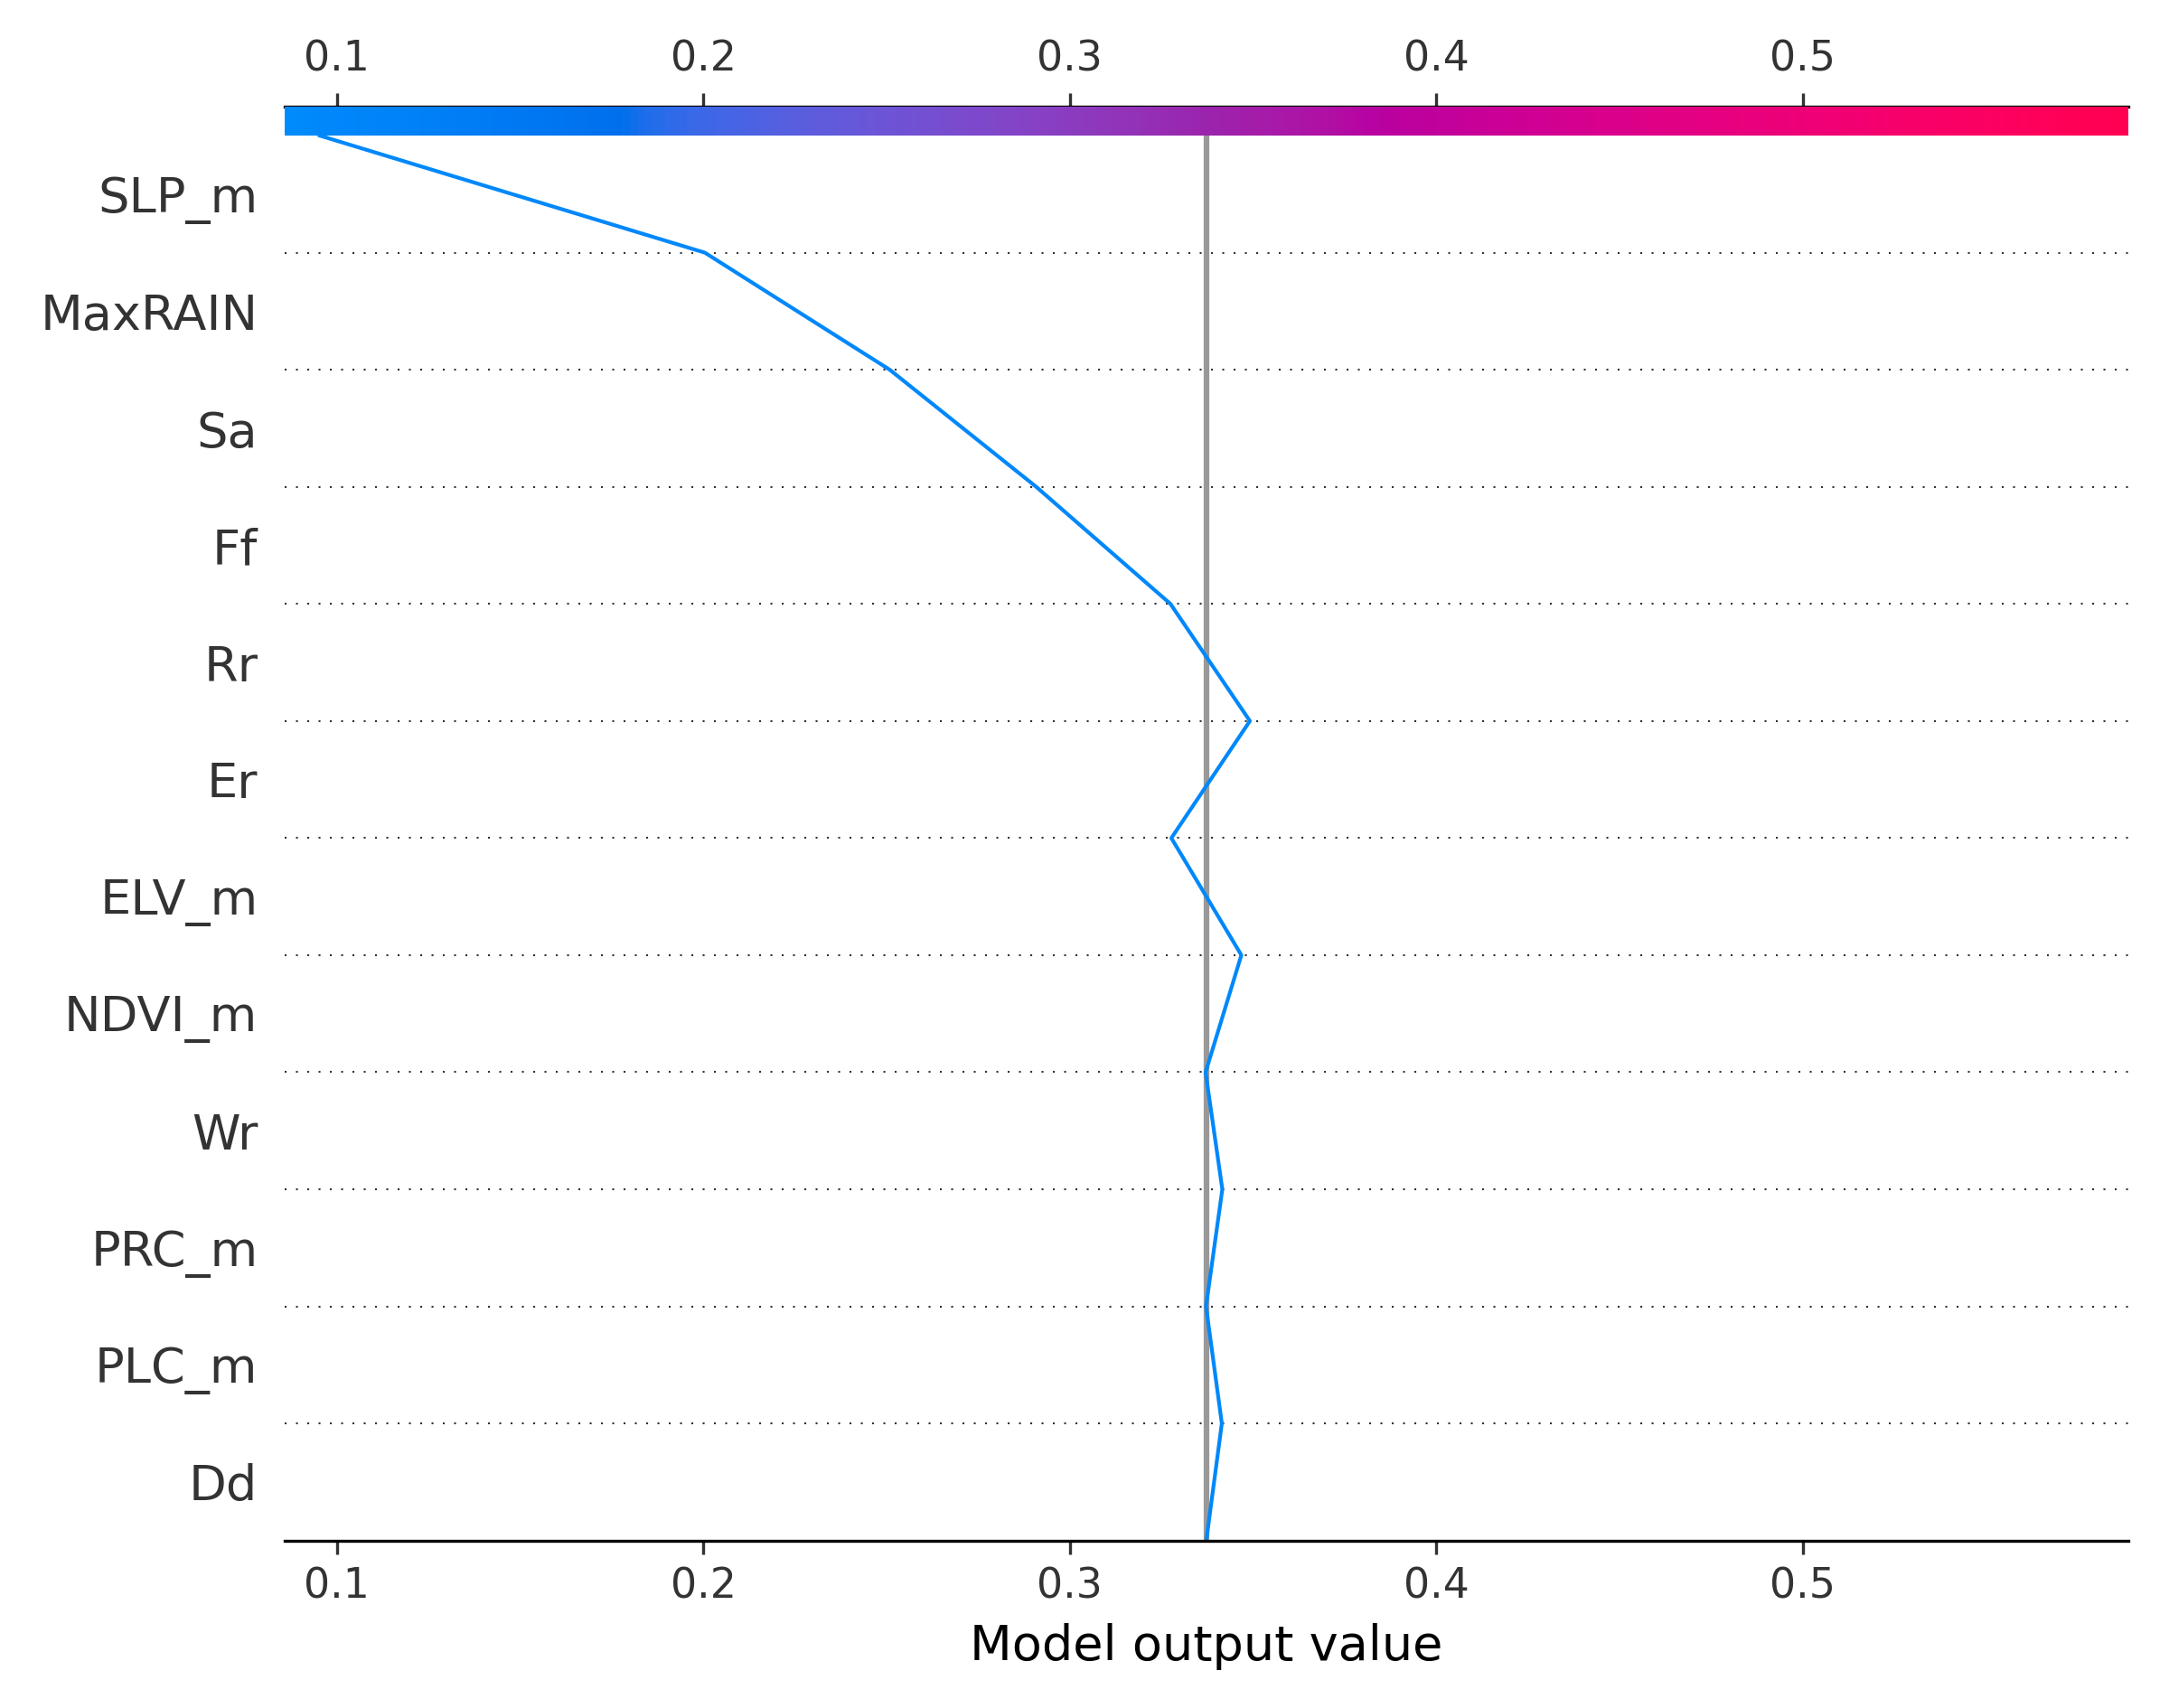 0.1 0.2 0.3 0.4 0.5
SLP_m
MaxRAIN
Sa
Ff
Rr
Er
ELV_m
NDVI_m
Wr
PRC_m
PLC_m
Dd
0.1 0.2 0.3 0.4 0.5
Model output value